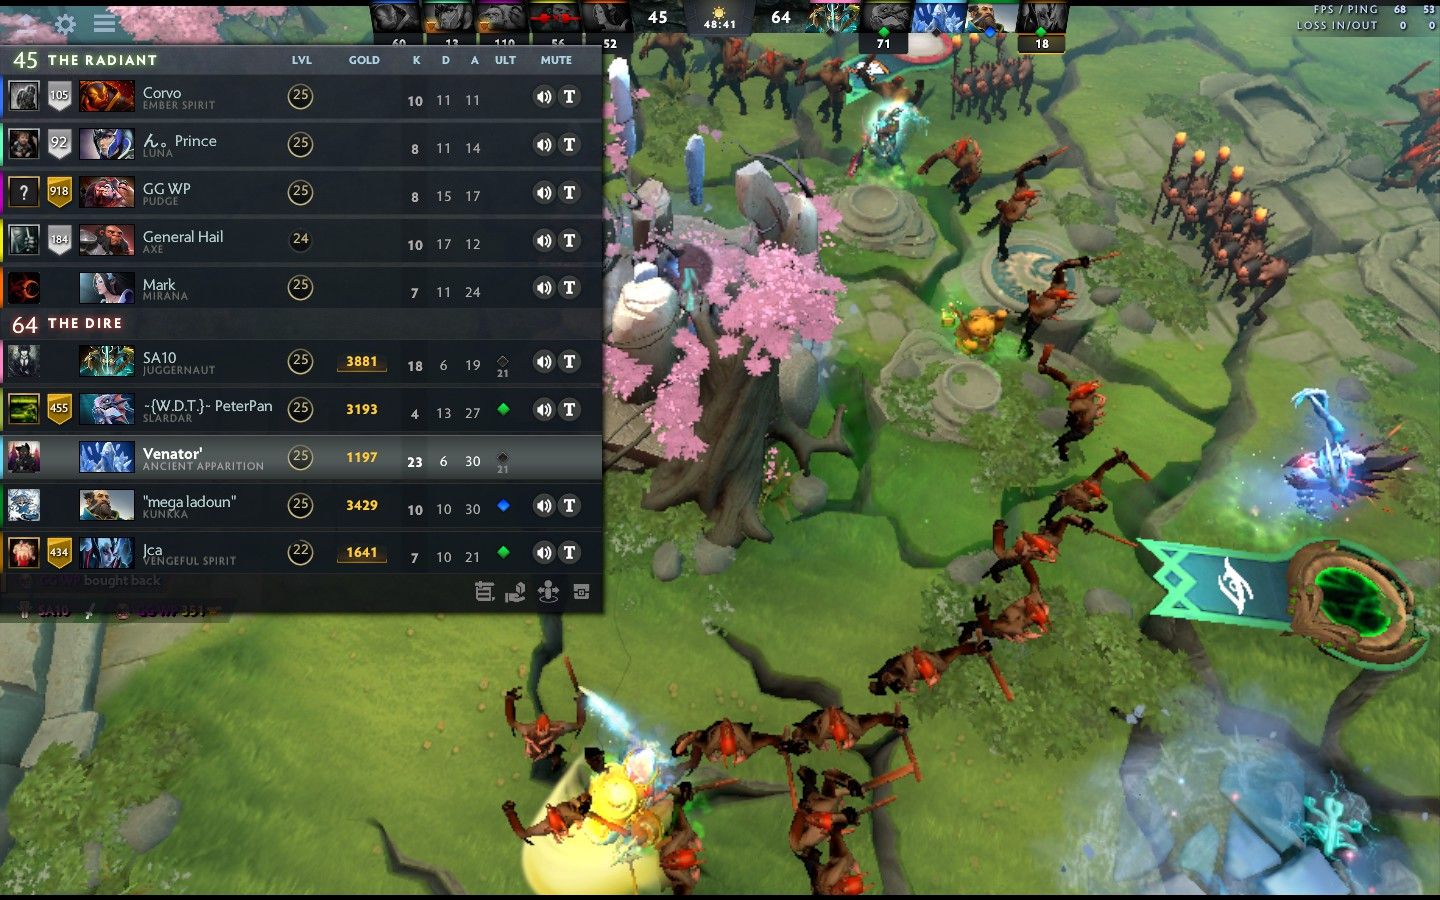 45 48:41 64
FPS / PING 68 53
LOSS IN/OUT 0 0
60 13 110 56 52 71 18
45 THE RADIANT LVL GOLD K D A ULT MUTE
105 Corvo 25 10 11 11 T
EMBER SPIRIT
92 ん。Prince 25 8 11 14 T
LUNA
? 918 GG WP 25 8 15 17 T
PUDGE
184 General Hail 24 10 17 12 T
AXE
Mark 25 7 11 24 T
MIRANA
64 THE DIRE
SA10 25 3881 18 6 19 21 T
JUGGERNAUT
455 ~{W.D.T.}~ PeterPan 25 3193 4 13 27 T
SLARDAR
Venator' 25 1197 23 6 30 21
ANCIENT APPARITION
"mega ladoun" 25 3429 10 10 30 T
KUNKKA
434 Jca 22 1641 7 10 21 T
VENGEFUL SPIRIT
GG WP bought back
SA10 GG WP 351